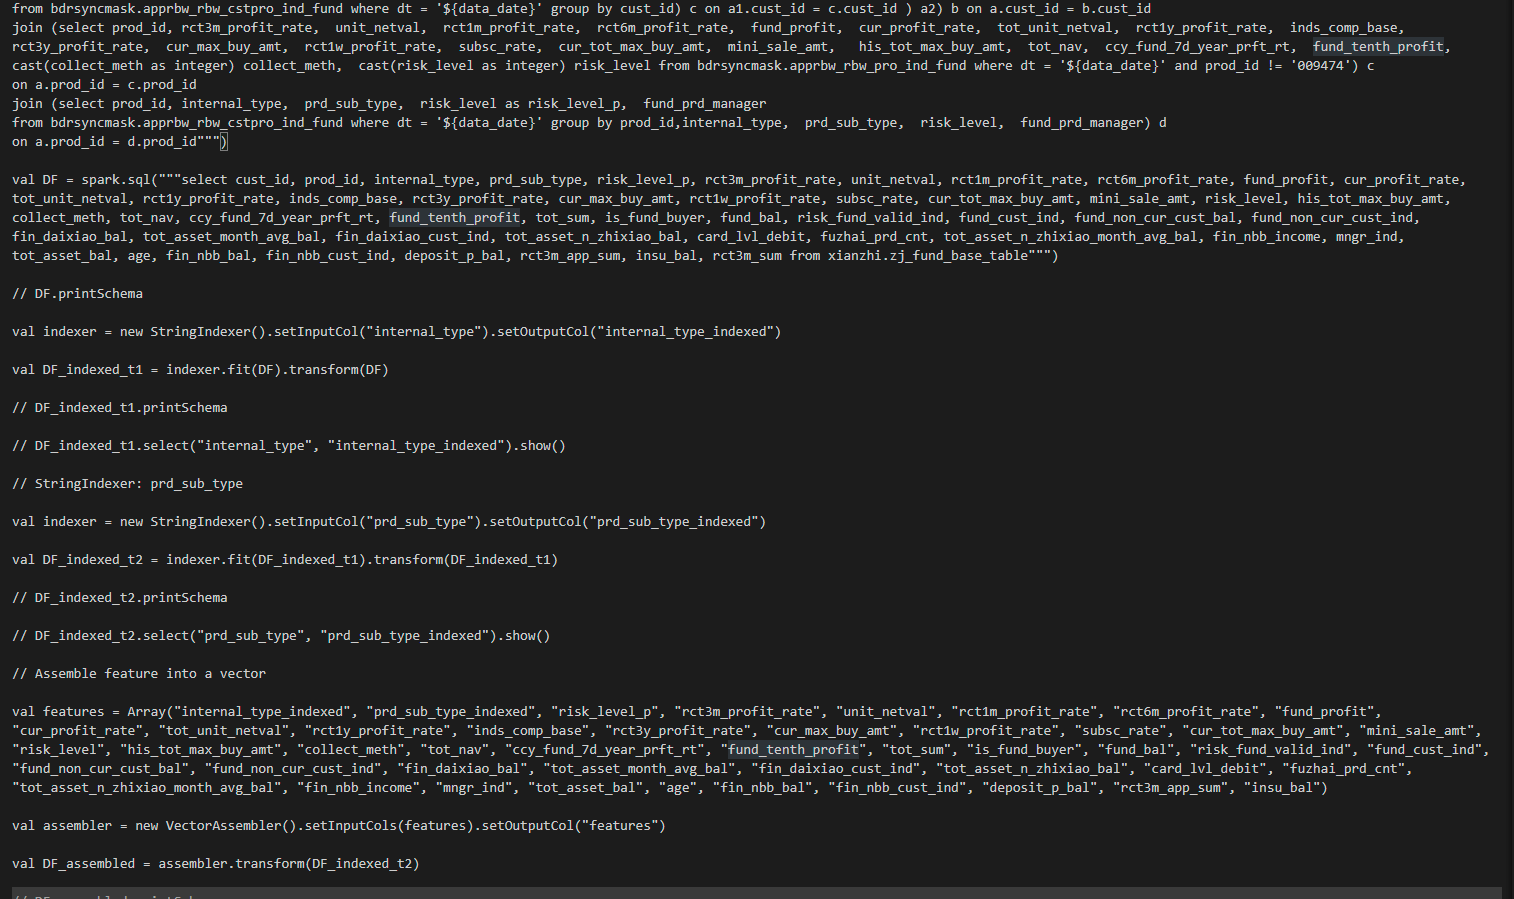 from bdrsyncmask.apprbw_rbw_cstpro_ind_fund where dt = '${data_date}' group by cust_id) c on a1.cust_id = c.cust_id ) a2) b on a.cust_id = b.cust_id
join (select prod_id, rct3m_profit_rate,  unit_netval,  rct1m_profit_rate,  rct6m_profit_rate,  fund_profit,  cur_profit_rate,  tot_unit_netval,  rct1y_profit_rate,  inds_comp_base,
rct3y_profit_rate,  cur_max_buy_amt,  rct1w_profit_rate,  subsc_rate,  cur_tot_max_buy_amt,  mini_sale_amt,   his_tot_max_buy_amt,  tot_nav,  ccy_fund_7d_year_prft_rt,  fund_tenth_profit,
cast(collect_meth as integer) collect_meth,  cast(risk_level as integer) risk_level from bdrsyncmask.apprbw_rbw_pro_ind_fund where dt = '${data_date}' and prod_id != '009474') c
on a.prod_id = c.prod_id
join (select prod_id, internal_type,  prd_sub_type,  risk_level as risk_level_p,  fund_prd_manager
from bdrsyncmask.apprbw_rbw_cstpro_ind_fund where dt = '${data_date}' group by prod_id,internal_type,  prd_sub_type,  risk_level,  fund_prd_manager) d
on a.prod_id = d.prod_id""")
val DF = spark.sql("""select cust_id, prod_id, internal_type, prd_sub_type, risk_level_p, rct3m_profit_rate, unit_netval, rct1m_profit_rate, rct6m_profit_rate, fund_profit, cur_profit_rate,
tot_unit_netval, rct1y_profit_rate, inds_comp_base, rct3y_profit_rate, cur_max_buy_amt, rct1w_profit_rate, subsc_rate, cur_tot_max_buy_amt, mini_sale_amt, risk_level, his_tot_max_buy_amt,
collect_meth, tot_nav, ccy_fund_7d_year_prft_rt, fund_tenth_profit, tot_sum, is_fund_buyer, fund_bal, risk_fund_valid_ind, fund_cust_ind, fund_non_cur_cust_bal, fund_non_cur_cust_ind,
fin_daixiao_bal, tot_asset_month_avg_bal, fin_daixiao_cust_ind, tot_asset_n_zhixiao_bal, card_lvl_debit, fuzhai_prd_cnt, tot_asset_n_zhixiao_month_avg_bal, fin_nbb_income, mngr_ind,
tot_asset_bal, age, fin_nbb_bal, fin_nbb_cust_ind, deposit_p_bal, rct3m_app_sum, insu_bal, rct3m_sum from xianzhi.zj_fund_base_table""")
// DF.printSchema
val indexer = new StringIndexer().setInputCol("internal_type").setOutputCol("internal_type_indexed")
val DF_indexed_t1 = indexer.fit(DF).transform(DF)
// DF_indexed_t1.printSchema
// DF_indexed_t1.select("internal_type", "internal_type_indexed").show()
// StringIndexer: prd_sub_type
val indexer = new StringIndexer().setInputCol("prd_sub_type").setOutputCol("prd_sub_type_indexed")
val DF_indexed_t2 = indexer.fit(DF_indexed_t1).transform(DF_indexed_t1)
// DF_indexed_t2.printSchema
// DF_indexed_t2.select("prd_sub_type", "prd_sub_type_indexed").show()
// Assemble feature into a vector
val features = Array("internal_type_indexed", "prd_sub_type_indexed", "risk_level_p", "rct3m_profit_rate", "unit_netval", "rct1m_profit_rate", "rct6m_profit_rate", "fund_profit",
"cur_profit_rate", "tot_unit_netval", "rct1y_profit_rate", "inds_comp_base", "rct3y_profit_rate", "cur_max_buy_amt", "rct1w_profit_rate", "subsc_rate", "cur_tot_max_buy_amt", "mini_sale_amt",
"risk_level", "his_tot_max_buy_amt", "collect_meth", "tot_nav", "ccy_fund_7d_year_prft_rt", "fund_tenth_profit", "tot_sum", "is_fund_buyer", "fund_bal", "risk_fund_valid_ind", "fund_cust_ind",
"fund_non_cur_cust_bal", "fund_non_cur_cust_ind", "fin_daixiao_bal", "tot_asset_month_avg_bal", "fin_daixiao_cust_ind", "tot_asset_n_zhixiao_bal", "card_lvl_debit", "fuzhai_prd_cnt",
"tot_asset_n_zhixiao_month_avg_bal", "fin_nbb_income", "mngr_ind", "tot_asset_bal", "age", "fin_nbb_bal", "fin_nbb_cust_ind", "deposit_p_bal", "rct3m_app_sum", "insu_bal")
val assembler = new VectorAssembler().setInputCols(features).setOutputCol("features")
val DF_assembled = assembler.transform(DF_indexed_t2)